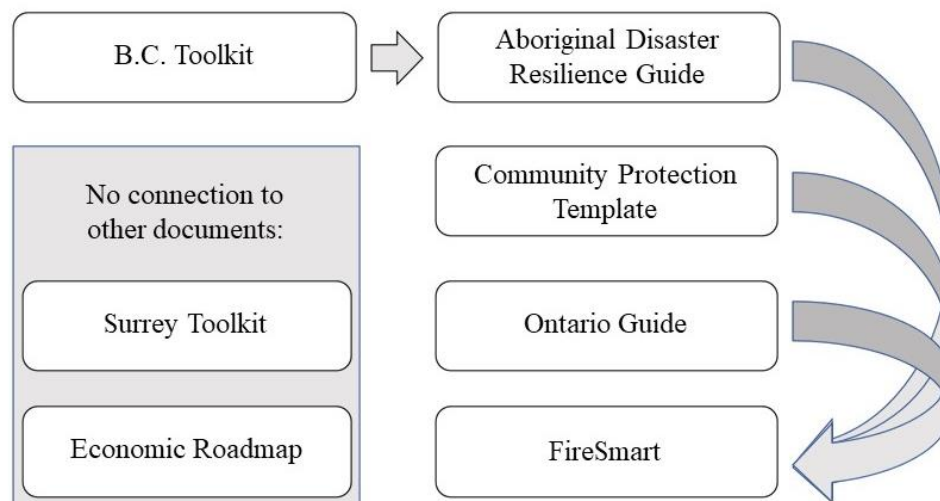 B.C. Toolkit
Aboriginal Disaster
Resilience Guide
No connection to
other documents:
Community Protection
Template
Surrey Toolkit
Ontario Guide
Economic Roadmap
FireSmart